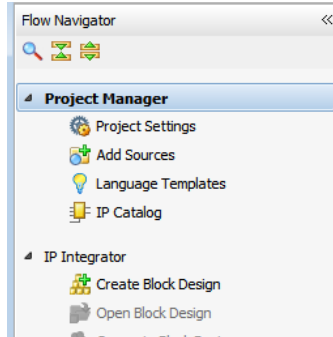 Flow Navigator
Project Manager
Project Settings
Add Sources
Language Templates
IP Catalog
IP Integrator
Create Block Design
Open Block Design